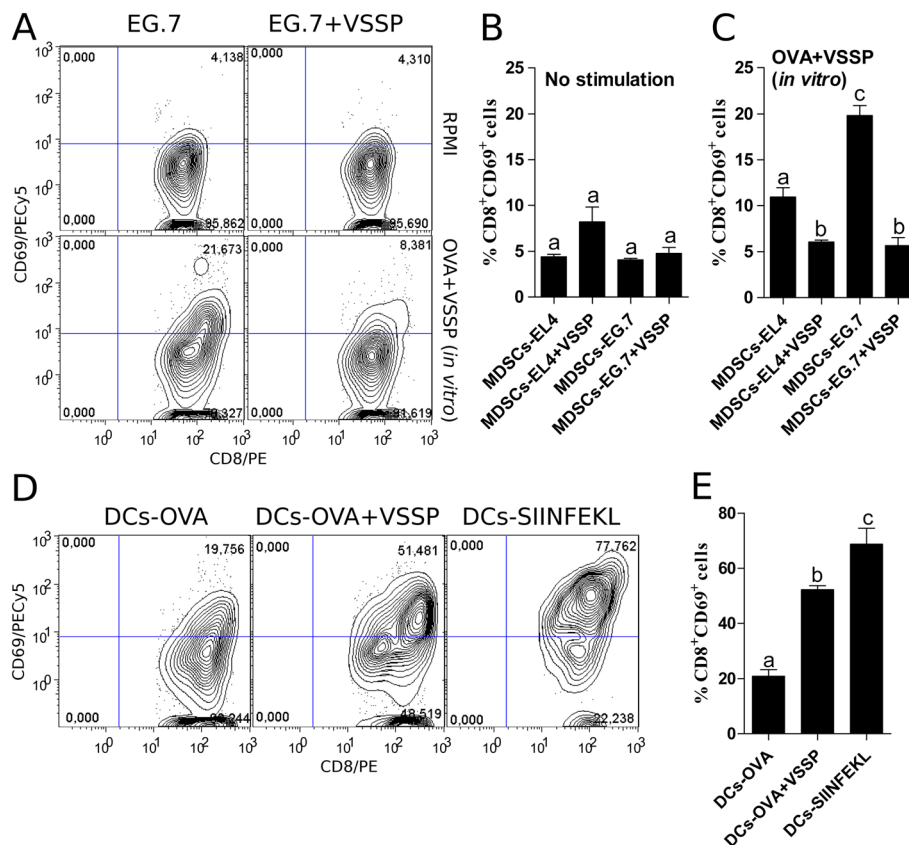 A
EG.7
EG.7+VSSP
CD69/PECy5
10³
10²
10¹
10⁰
0,000
4,138
0,000
95,862
0,000
4,310
0,000
95,690
RPMI
10³
10²
10¹
10⁰
0,000
21,673
0,000
0,000
8,381
0,000
91,619
OVA+VSSP (in vitro)
10⁰ 10¹ 10² 10³
10⁰ 10¹ 10² 10³
CD8/PE
B
No stimulation
% CD8⁺CD69⁺ cells
25
20
15
10
5
0
a
a
a
a
MDSCs-EL4
MDSCs-EL4+VSSP
MDSCs-EG.7
MDSCs-EG.7+VSSP
C
OVA+VSSP
(in vitro)
% CD8⁺CD69⁺ cells
25
20
15
10
5
0
a
b
c
b
MDSCs-EL4
MDSCs-EL4+VSSP
MDSCs-EG.7
MDSCs-EG.7+VSSP
D
DCs-OVA
DCs-OVA+VSSP
DCs-SIINFEKL
CD69/PECy5
10³
10²
10¹
10⁰
0,000
19,756
0,000
0,000
51,481
0,000
48,519
0,000
77,762
0,000
22,238
10⁰ 10¹ 10² 10³
10⁰ 10¹ 10² 10³
10⁰ 10¹ 10² 10³
CD8/PE
E
% CD8⁺CD69⁺ cells
80
60
40
20
0
a
b
c
DCs-OVA
DCs-OVA+VSSP
DCs-SIINFEKL